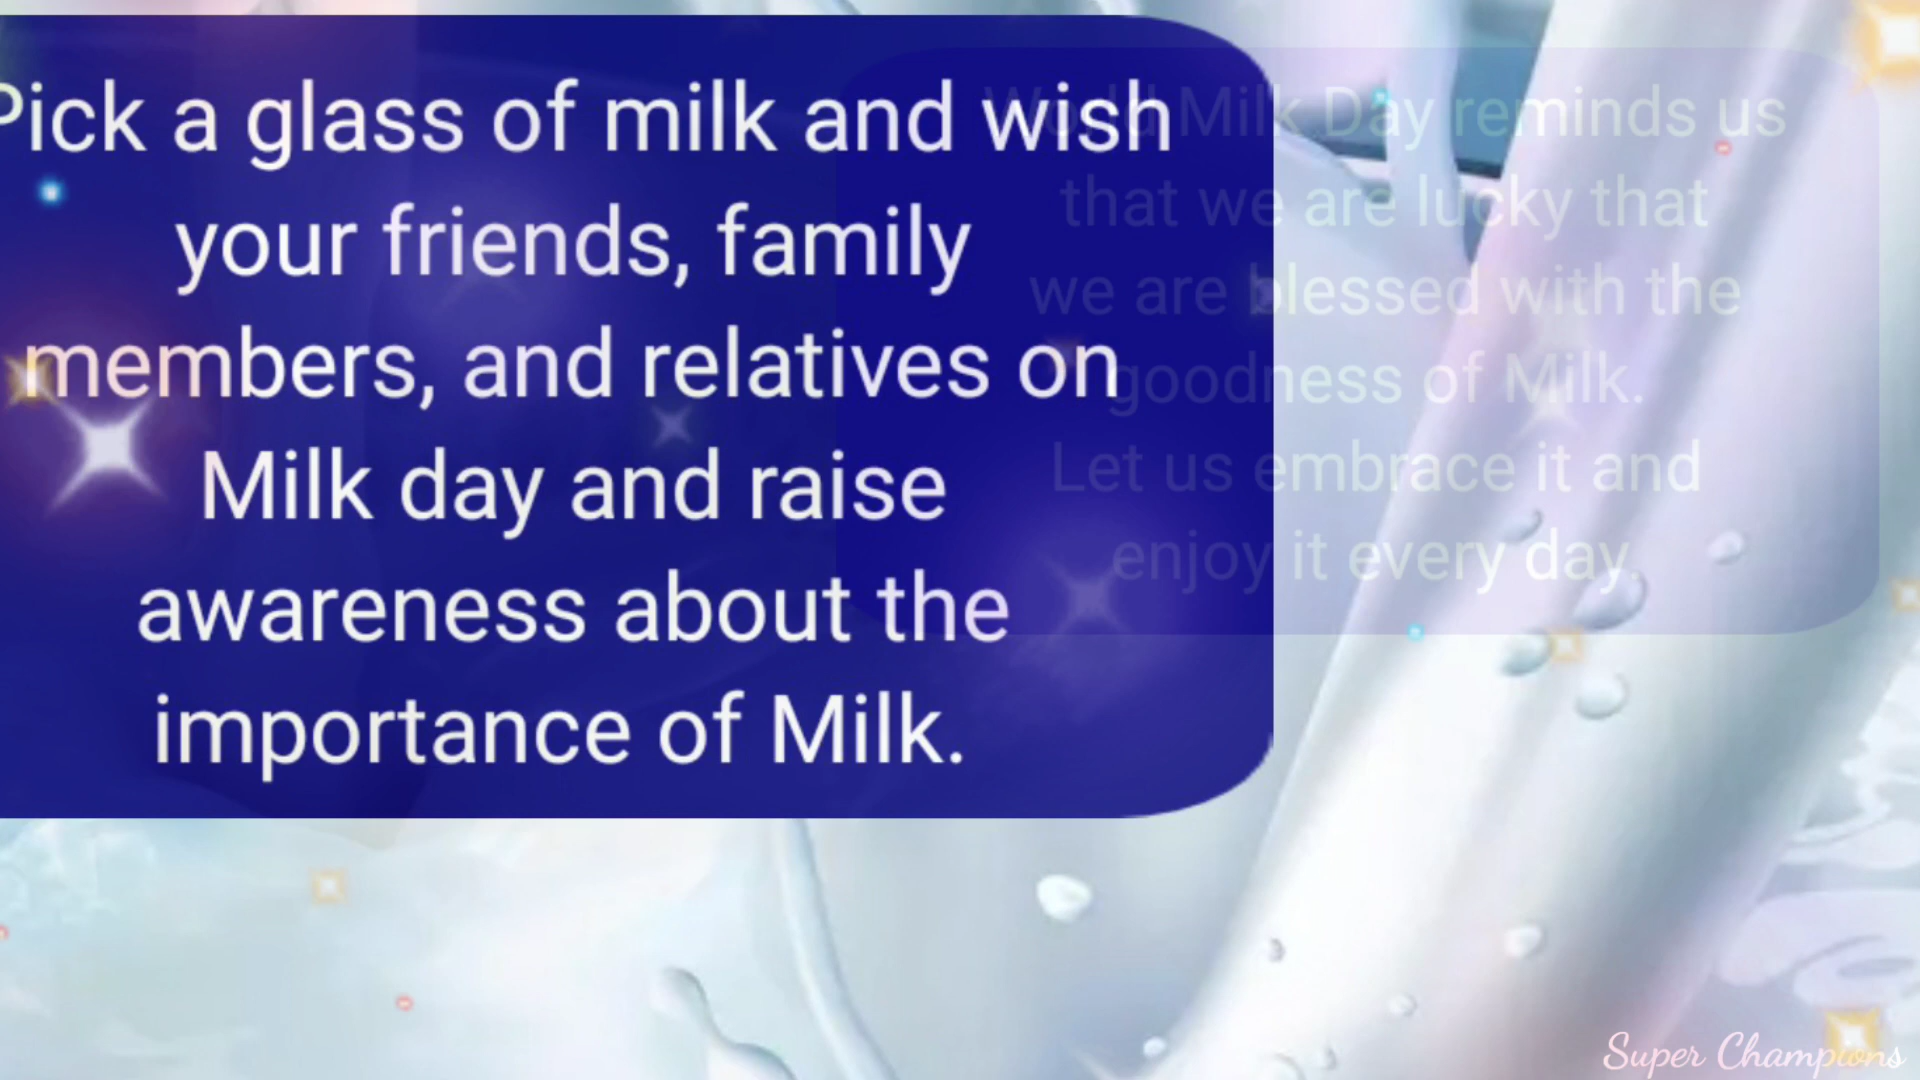 Pick a glass of milk and wish
your friends, family
members, and relatives on
Milk day and raise
awareness about the
importance of Milk.
World Milk Day reminds us
that we are lucky that
we are blessed with the
goodness of Milk.
Let us embrace it and
enjoy it every day.
Super Champions